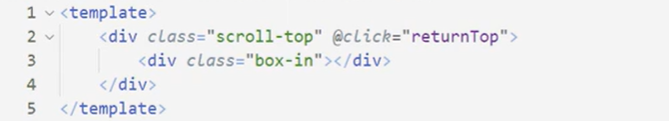 1 <template>
2 <div class="scroll-top" @click="returnTop">
3 <div class="box-in"></div>
4 </div>
5 </template>